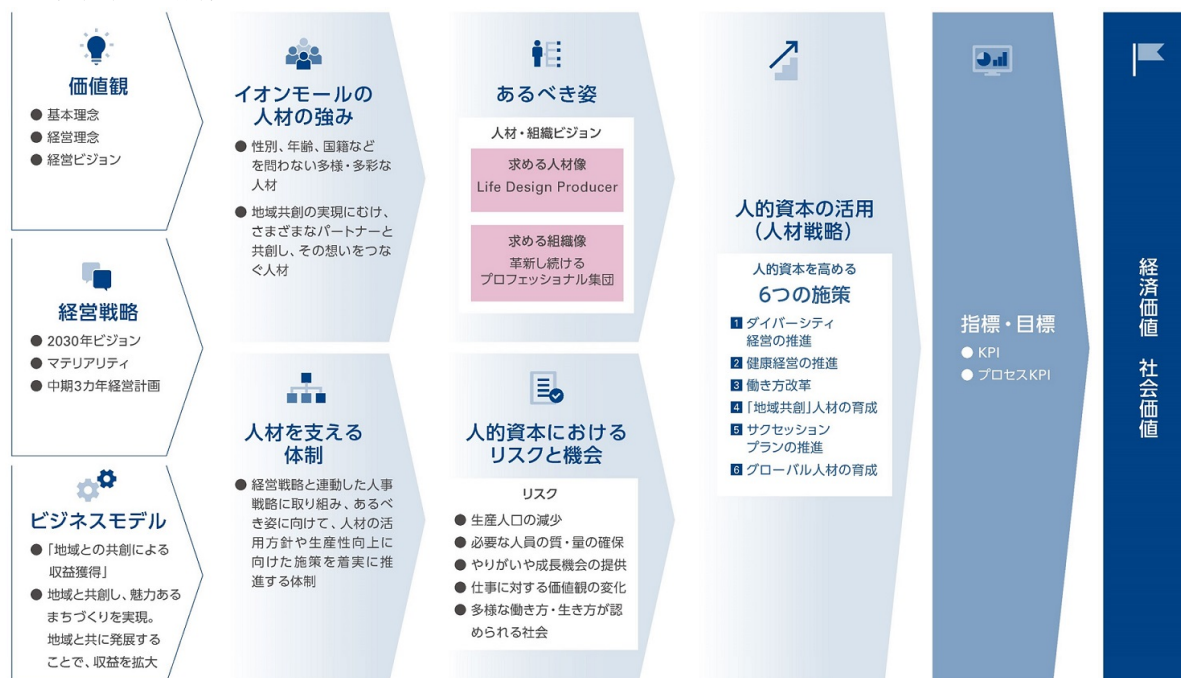 価値観
● 基本理念
● 経営理念
● 経営ビジョン
経営戦略
● 2030年ビジョン
● マテリアリティ
● 中期3カ年経営計画
ビジネスモデル
● 「地域との共創による
収益獲得」
● 地域と共創し、魅力ある
まちづくりを実現。
地域と共に発展する
ことで、収益を拡大
イオンモールの
人材の強み
● 性別、年齢、国籍など
を問わない多様・多彩な
人材
● 地域共創の実現にむけ、
さまざまなパートナーと
共創し、その想いをつな
ぐ人材
人材を支える
体制
● 経営戦略と連動した人事
戦略に取り組み、あるべ
き姿に向けて、人材の活
用方針や生産性向上に
向けた施策を着実に推
進する体制
あるべき姿
人材・組織ビジョン
求める人材像
Life Design Producer
求める組織像
革新し続ける
プロフェッショナル集団
人的資本における
リスクと機会
リスク
● 生産人口の減少
● 必要な人員の質・量の確保
● やりがいや成長機会の提供
● 仕事に対する価値観の変化
● 多様な働き方・生き方が認
められる社会
人的資本の活用
（人材戦略）
人的資本を高める
6つの施策
1 ダイバーシティ
経営の推進
2 健康経営の推進
3 働き方改革
4 「地域共創」人材の育成
5 サクセッション
プランの推進
6 グローバル人材の育成
指標・目標
● KPI
● プロセスKPI
経済価値 社会価値